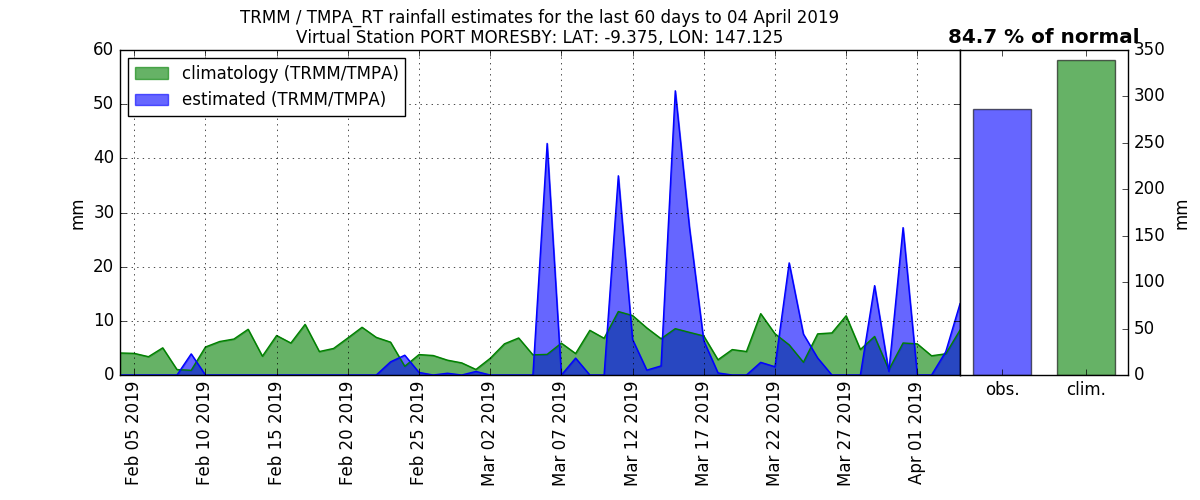 TRMM / TMPA_RT rainfall estimates for the last 60 days to 04 April 2019
Virtual Station PORT MORESBY: LAT: -9.375, LON: 147.125
84.7 % of normal
climatology (TRMM/TMPA)
estimated (TRMM/TMPA)
60
50
40
30
20
10
0
mm
350
300
250
200
150
100
50
0
mm
Feb 05 2019
Feb 10 2019
Feb 15 2019
Feb 20 2019
Feb 25 2019
Mar 02 2019
Mar 07 2019
Mar 12 2019
Mar 17 2019
Mar 22 2019
Mar 27 2019
Apr 01 2019
obs.
clim.